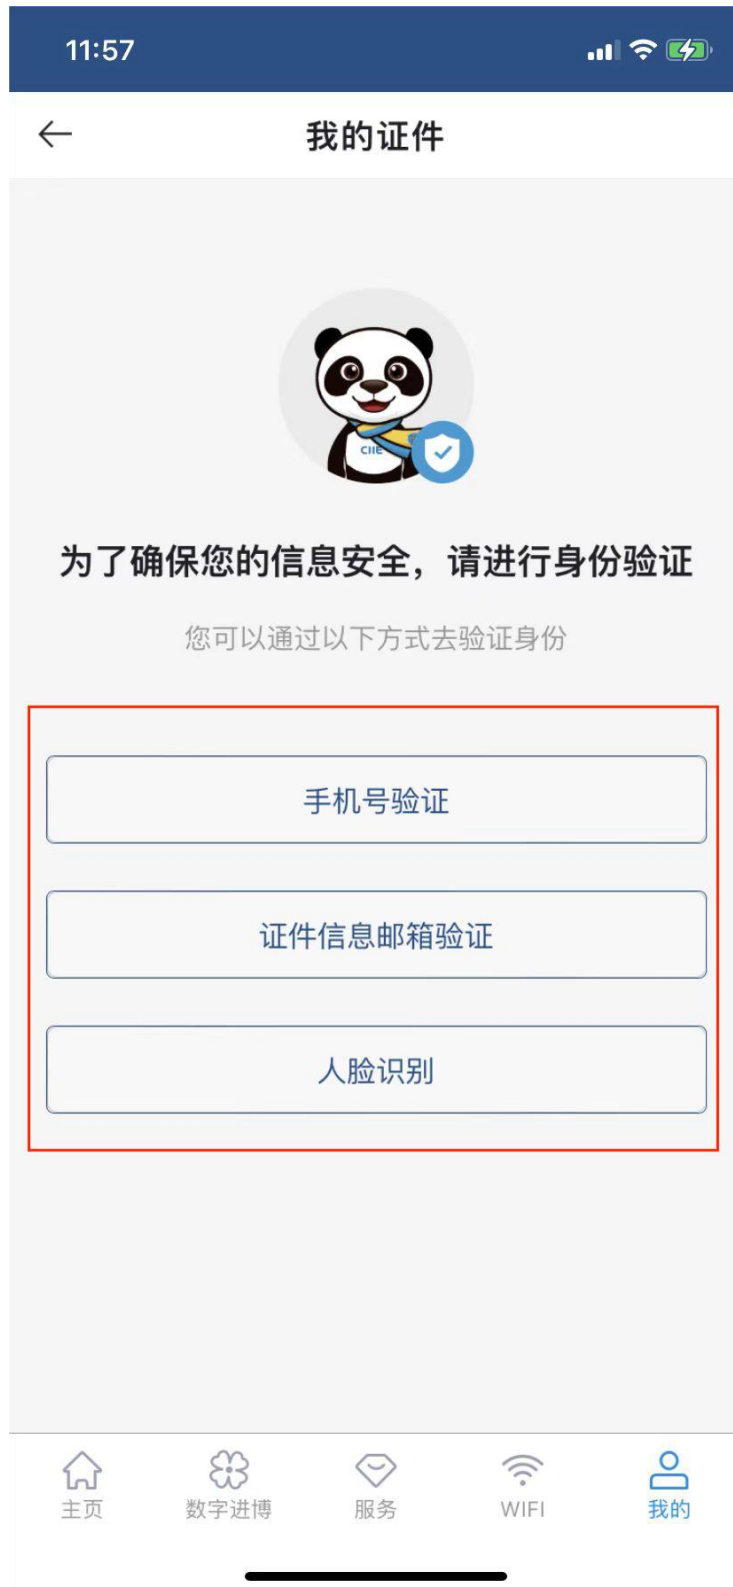 11:57
我的证件
CIIE
为了确保您的信息安全，请进行身份验证
您可以通过以下方式去验证身份
手机号验证
证件信息邮箱验证
人脸识别
主页 数字进博 服务 WIFI 我的